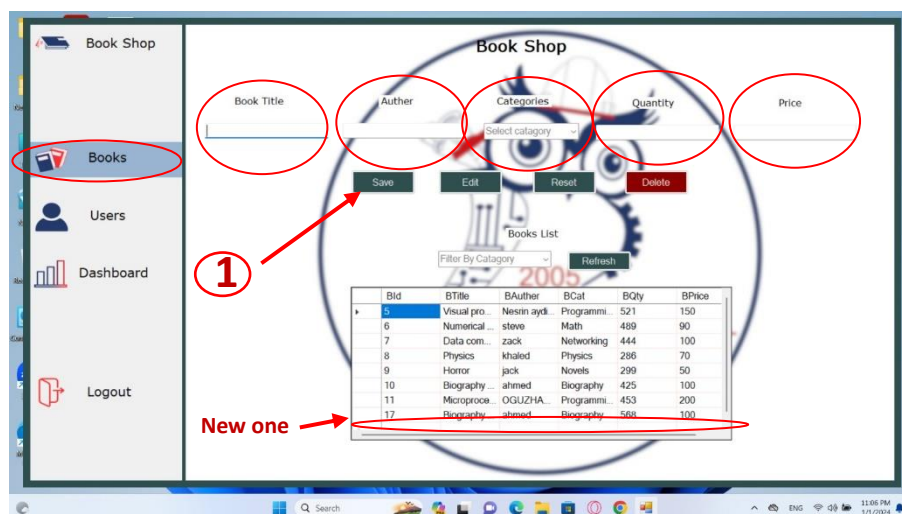 Book Shop
Book Shop
Book Title Auther Categories Quantity Price
Select catagory
Books
Save Edit Reset Delete
Users
Books List
Filter By Catagory Refresh
1
Dashboard
2005
BId BTitle BAuther BCat BQty BPrice
5 Visual pro... Nesrin aydi... Programmi... 521 150
6 Numerical ... steve Math 489 90
7 Data com... zack Networking 444 100
8 Physics khaled Physics 286 70
9 Horror jack Novels 299 50
10 Biography ... ahmed Biography 425 100
11 Microproce... OGUZHA... Programmi... 453 200
17 Biography ahmed Biography 568 100
Logout
New one
Search
ENG 11:06 PM
1/1/2024